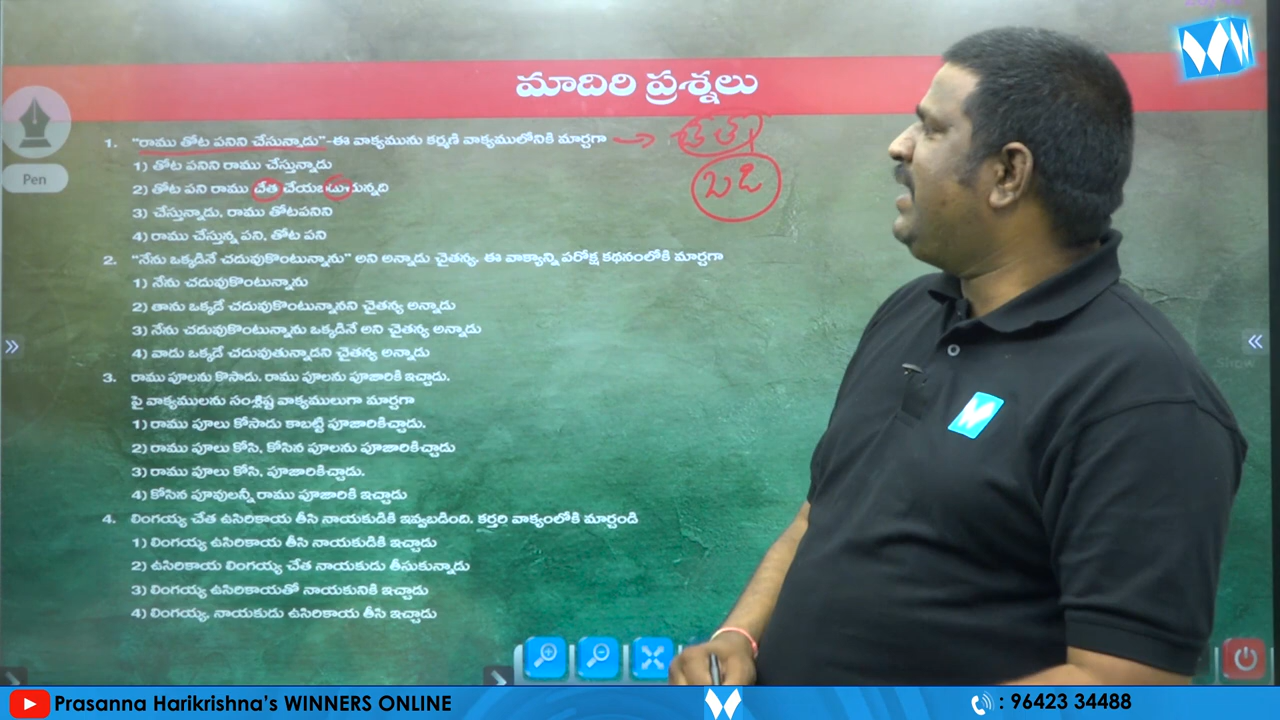 మాదిరి ప్రశ్నలు
Pen
1. "రాము తోట పనిని చేసున్నాడు"-ఈ వాక్యమును కర్మణి వాక్యములోనికి మార్చగా
బడి
1) తోట పనిని రాము చేస్తున్నాడు
2) తోట పని రాము చేత చేయబడుచున్నది
3) చేస్తున్నాడు, రాము తోటపనిని
4) రాము చేస్తున్న పని, తోట పని
2. "నేను ఒక్కడినే చదువుకొంటున్నాను" అని అన్నాడు చైతన్య. ఈ వాక్యాన్ని పరోక్ష కథనంలోకి మార్చగా
1) నేను చదువుకొంటున్నాను
2) తాను ఒక్కడే చదువుకొంటున్నానని చైతన్య అన్నాడు
3) నేను చదువుకొంటున్నాను ఒక్కడినే అని చైతన్య అన్నాడు
4) వాడు ఒక్కడే చదువుతున్నాడని చైతన్య అన్నాడు
3. రాము పూలను కొసాడు. రాము పూలను పూజారికి ఇచ్చాడు.
పై వాక్యములను సంశ్లిష్ట వాక్యములుగా మార్చగా
1) రాము పూలు కోసాడు కాబట్టి పూజారికిచ్చాడు.
2) రాము పూలు కోసి, కోసిన పూలను పూజారికిచ్చాడు
3) రాము పూలు కోసి, పూజారికిచ్చాడు.
4) కోసిన పూవులన్నీ రాము పూజారికి ఇచ్చాడు
4. లింగయ్య చేత ఉసిరికాయ తీసి నాయకుడికి ఇవ్వబడింది. కర్తరి వాక్యంలోకి మార్చండి
1) లింగయ్య ఉసిరికాయ తీసి నాయకుడికి ఇచ్చాడు
2) ఉసిరికాయ లింగయ్య చేత నాయకుడు తీసుకున్నాడు
3) లింగయ్య ఉసిరికాయతో నాయకునికి ఇచ్చాడు
4) లింగయ్య, నాయకుడు ఉసిరికాయ తీసి ఇచ్చాడు
Show
Prasanna Harikrishna's WINNERS ONLINE
: 96423 34488